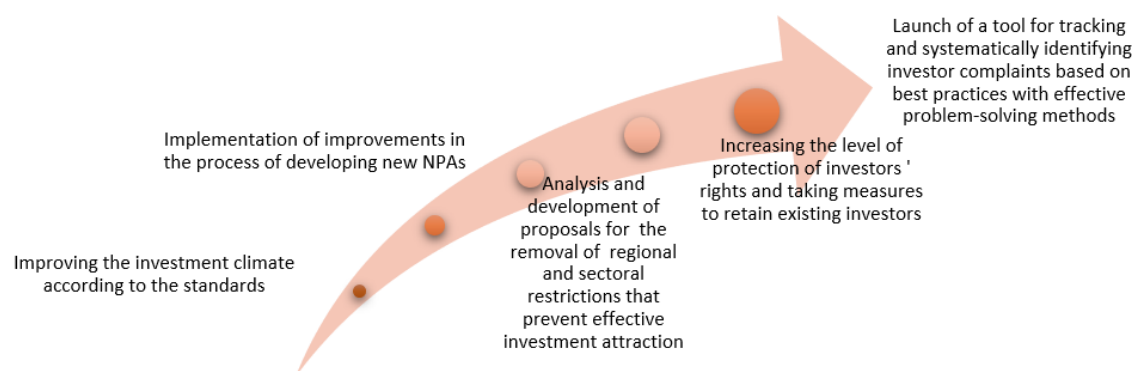 Improving the investment climate
according to the standards
Implementation of improvements in
the process of developing new NPAs
Analysis and
development of
proposals for the
removal of regional
and sectoral
restrictions that
prevent effective
investment attraction
Increasing the level of
protection of investors '
rights and taking measures
to retain existing investors
Launch of a tool for tracking
and systematically identifying
investor complaints based on
best practices with effective
problem-solving methods